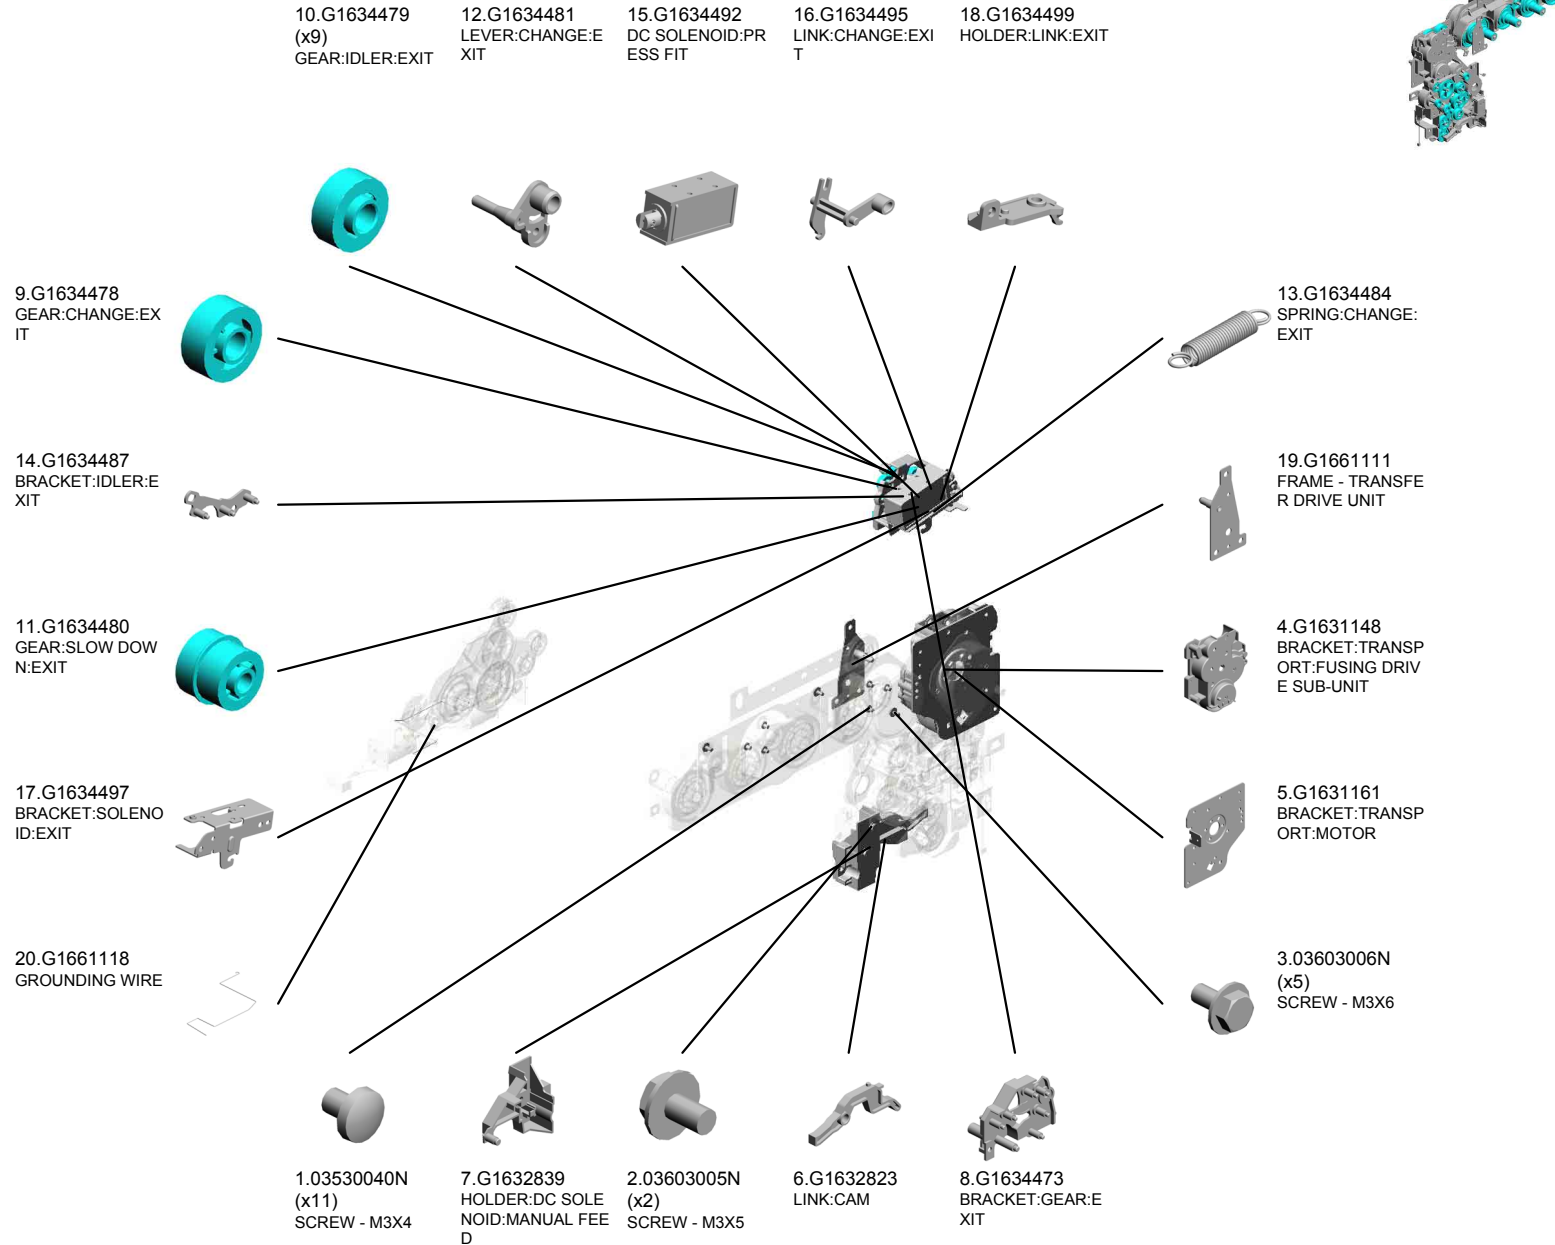 10.G1634479
(x9)
GEAR:IDLER:EXIT
12.G1634481
LEVER:CHANGE:E
XIT
15.G1634492
DC SOLENOID:PR
ESS FIT
16.G1634495
LINK:CHANGE:EXI
T
18.G1634499
HOLDER:LINK:EXIT
9.G1634478
GEAR:CHANGE:EX
IT
13.G1634484
SPRING:CHANGE:
EXIT
14.G1634487
BRACKET:IDLER:E
XIT
19.G1661111
FRAME - TRANSFE
R DRIVE UNIT
11.G1634480
GEAR:SLOW DOW
N:EXIT
4.G1631148
BRACKET:TRANSP
ORT:FUSING DRIV
E SUB-UNIT
17.G1634497
BRACKET:SOLENO
ID:EXIT
5.G1631161
BRACKET:TRANSP
ORT:MOTOR
20.G1661118
GROUNDING WIRE
3.03603006N
(x5)
SCREW - M3X6
1.03530040N
(x11)
SCREW - M3X4
7.G1632839
HOLDER:DC SOLE
NOID:MANUAL FEE
D
2.03603005N
(x2)
SCREW - M3X5
6.G1632823
LINK:CAM
8.G1634473
BRACKET:GEAR:E
XIT